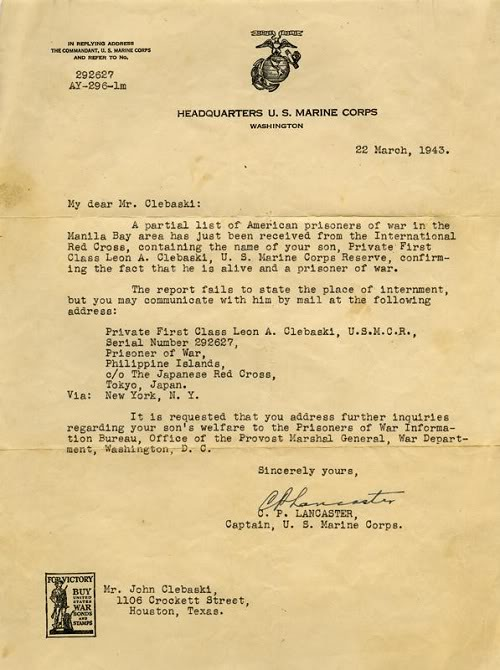 IN REPLYING ADDRESS
THE COMMANDANT, U. S. MARINE CORPS
AND REFER TO No.
292627
AY-296-lm
HEADQUARTERS U. S. MARINE CORPS
WASHINGTON
22 March, 1943.
My dear Mr. Clebaski:
A partial list of American prisoners of war in the
Manila Bay area has just been received from the International
Red Cross, containing the name of your son, Private First
Class Leon A. Clebaski, U. S. Marine Corps Reserve, confirm-
ing the fact that he is alive and a prisoner of war.
The report fails to state the place of internment,
but you may communicate with him by mail at the following
address:
Private First Class Leon A. Clebaski, U.S.M.C.R.,
Serial Number 292627,
Prisoner of War,
Philippine Islands,
c/o The Japanese Red Cross,
Tokyo, Japan.
Via: New York, N. Y.
It is requested that you address further inquiries
regarding your son's welfare to the Prisoners of War Informa-
tion Bureau, Office of the Provost Marshal General, War Depart-
ment, Washington, D. C.
Sincerely yours,
C P Lancaster
C. P. LANCASTER,
Captain, U. S. Marine Corps.
FOR VICTORY
BUY
UNITED
STATES
WAR
BONDS
AND
STAMPS
Mr. John Clebaski,
1106 Crockett Street,
Houston, Texas.